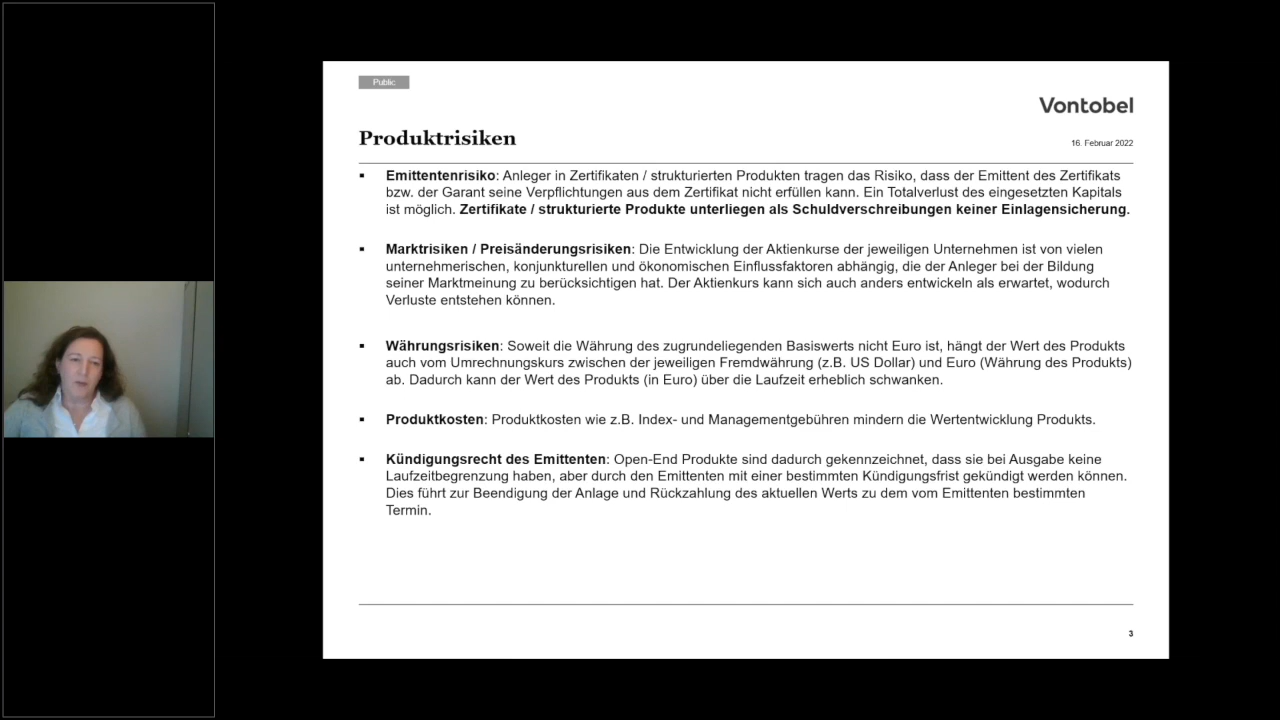 Public
Vontobel
Produktrisiken
16. Februar 2022
▪ Emittentenrisiko: Anleger in Zertifikaten / strukturierten Produkten tragen das Risiko, dass der Emittent des Zertifikats
bzw. der Garant seine Verpflichtungen aus dem Zertifikat nicht erfüllen kann. Ein Totalverlust des eingesetzten Kapitals
ist möglich. Zertifikate / strukturierte Produkte unterliegen als Schuldverschreibungen keiner Einlagensicherung.
▪ Marktrisiken / Preisänderungsrisiken: Die Entwicklung der Aktienkurse der jeweiligen Unternehmen ist von vielen
unternehmerischen, konjunkturellen und ökonomischen Einflussfaktoren abhängig, die der Anleger bei der Bildung
seiner Marktmeinung zu berücksichtigen hat. Der Aktienkurs kann sich auch anders entwickeln als erwartet, wodurch
Verluste entstehen können.
▪ Währungsrisiken: Soweit die Währung des zugrundeliegenden Basiswerts nicht Euro ist, hängt der Wert des Produkts
auch vom Umrechnungskurs zwischen der jeweiligen Fremdwährung (z.B. US Dollar) und Euro (Währung des Produkts)
ab. Dadurch kann der Wert des Produkts (in Euro) über die Laufzeit erheblich schwanken.
▪ Produktkosten: Produktkosten wie z.B. Index- und Managementgebühren mindern die Wertentwicklung Produkts.
▪ Kündigungsrecht des Emittenten: Open-End Produkte sind dadurch gekennzeichnet, dass sie bei Ausgabe keine
Laufzeitbegrenzung haben, aber durch den Emittenten mit einer bestimmten Kündigungsfrist gekündigt werden können.
Dies führt zur Beendigung der Anlage und Rückzahlung des aktuellen Werts zu dem vom Emittenten bestimmten
Termin.
3